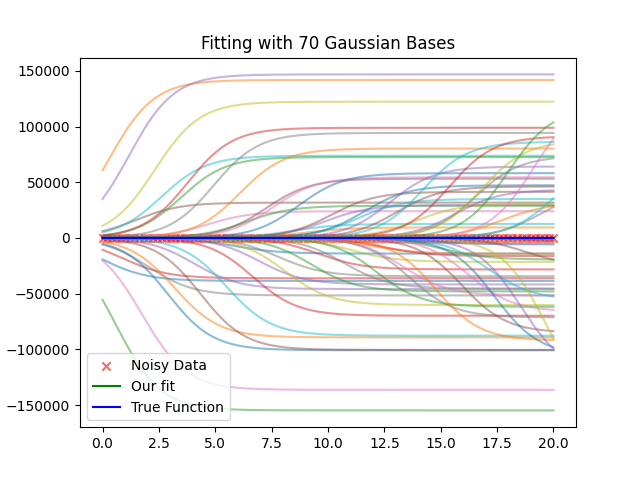 Fitting with 70 Gaussian Bases
150000
100000
50000
0
−50000
−100000
−150000
Noisy Data
Our fit
True Function
0.0 2.5 5.0 7.5 10.0 12.5 15.0 17.5 20.0